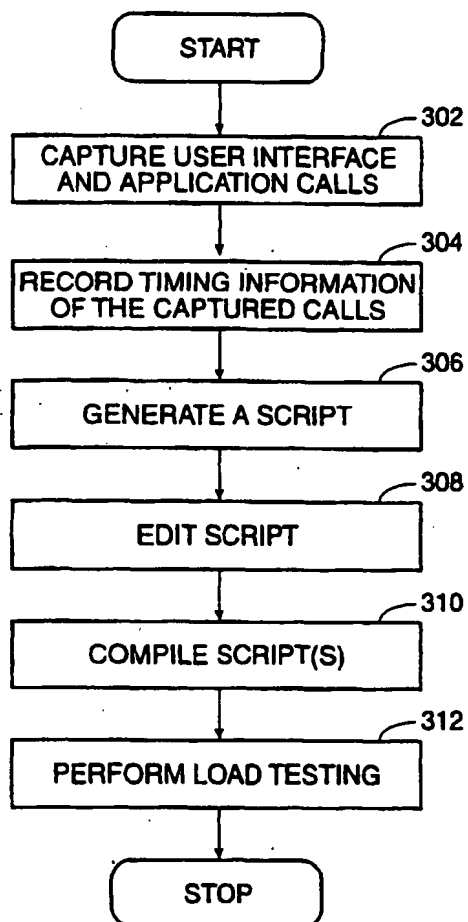 START
302
CAPTURE USER INTERFACE
AND APPLICATION CALLS
304
RECORD TIMING INFORMATION
OF THE CAPTURED CALLS
306
GENERATE A SCRIPT
308
EDIT SCRIPT
310
COMPILE SCRIPT(S)
312
PERFORM LOAD TESTING
STOP